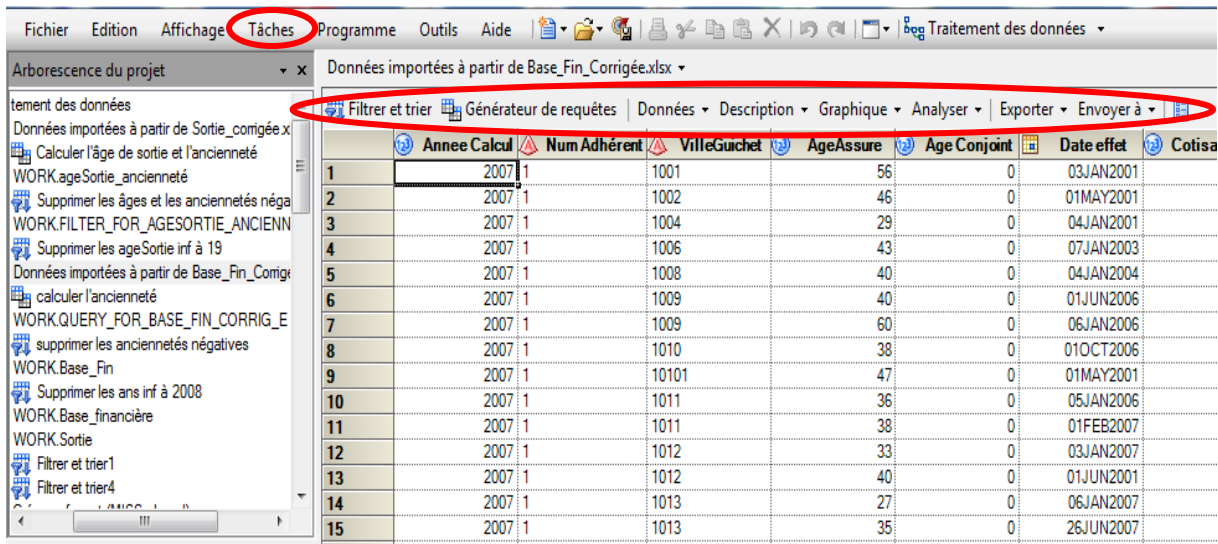 Fichier Edition Affichage Tâches Programme Outils Aide Traitement des données
Arborescence du projet
Données importées à partir de Base_Fin_Corrigée.xlsx
Filtrer et trier Générateur de requêtes Données Description Graphique Analyser Exporter Envoyer à
tement des données
Données importées à partir de Sortie_corrigée.x
Calculer l'âge de sortie et l'ancienneté
WORK.ageSortie_ancienneté
Supprimer les âges et les anciennetés néga
WORK.FILTER_FOR_AGESORTIE_ANCIENN
Supprimer les ageSortie inf à 19
Données importées à partir de Base_Fin_Corrige
calculer l'ancienneté
WORK.QUERY_FOR_BASE_FIN_CORRIG_E
supprimer les anciennetés négatives
WORK.Base_Fin
Supprimer les ans inf à 2008
WORK.Base_financière
WORK.Sortie
Filtrer et trier1
Filtrer et trier4
Annee Calcul Num Adhérent VilleGuichet AgeAssure Age Conjoint Date effet Cotisa
1 2007 1 1001 56 0 03JAN2001
2 2007 1 1002 46 0 01MAY2001
3 2007 1 1004 29 0 04JAN2001
4 2007 1 1006 43 0 07JAN2003
5 2007 1 1008 40 0 04JAN2004
6 2007 1 1009 40 0 01JUN2006
7 2007 1 1009 60 0 06JAN2006
8 2007 1 1010 38 0 01OCT2006
9 2007 1 10101 47 0 01MAY2001
10 2007 1 1011 36 0 05JAN2006
11 2007 1 1011 38 0 01FEB2007
12 2007 1 1012 33 0 03JAN2007
13 2007 1 1012 40 0 01JUN2001
14 2007 1 1013 27 0 06JAN2007
15 2007 1 1013 35 0 26JUN2007